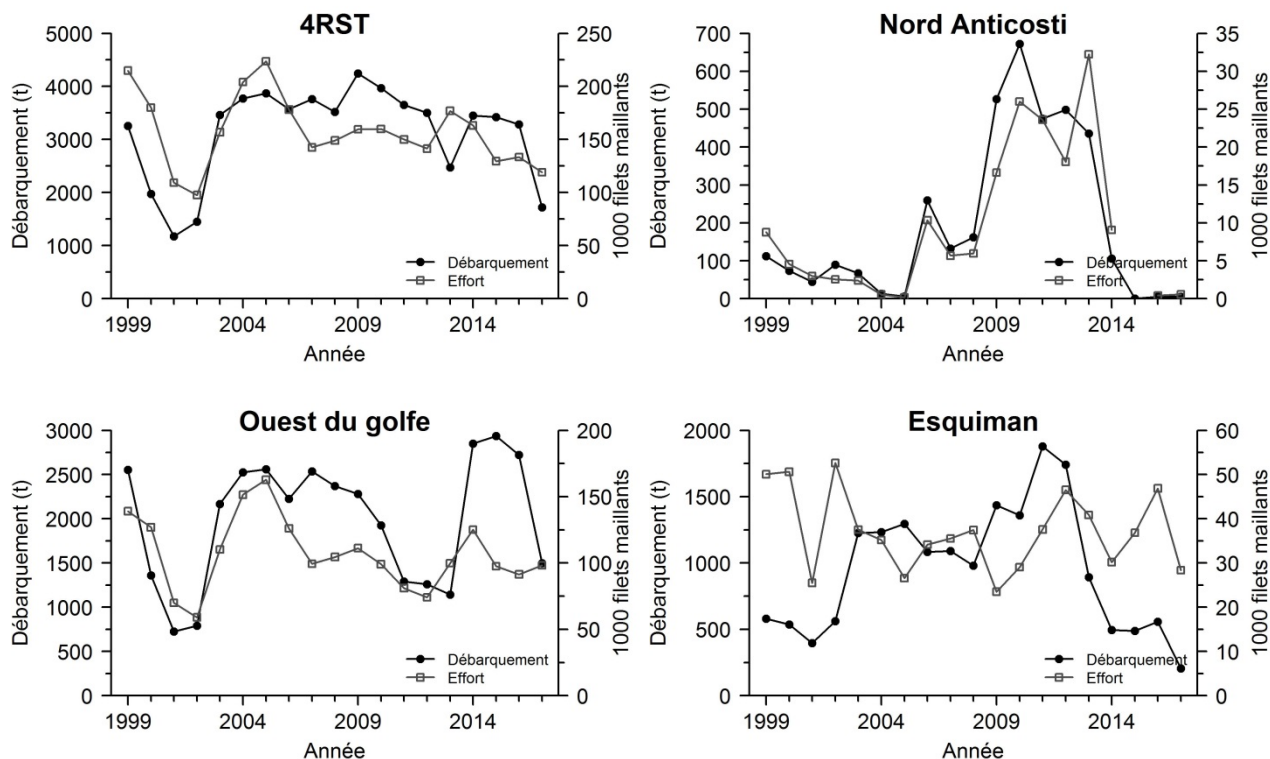 4RST
5000
4000
3000
2000
1000
0
Débarquement (t)
250
200
150
100
50
0
1000 filets maillants
Débarquement
Effort
1999
2004
2009
2014
Année
Nord Anticosti
700
600
500
400
300
200
100
0
Débarquement (t)
35
30
25
20
15
10
5
0
1000 filets maillants
Débarquement
Effort
1999
2004
2009
2014
Année
Ouest du golfe
3000
2500
2000
1500
1000
500
0
Débarquement (t)
200
150
100
50
0
1000 filets maillants
Débarquement
Effort
1999
2004
2009
2014
Année
Esquiman
2000
1500
1000
500
0
Débarquement (t)
60
50
40
30
20
10
0
1000 filets maillants
Débarquement
Effort
1999
2004
2009
2014
Année